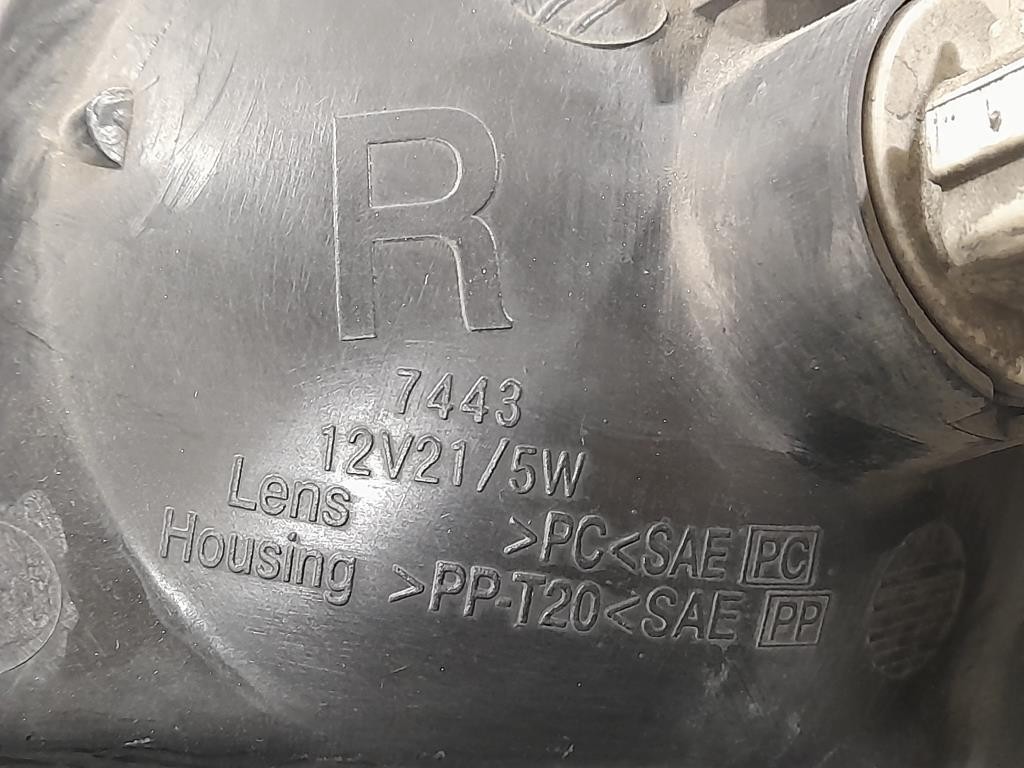 R
7443
12V21/5W
Lens >PC<SAE PC
Housing >PP-T20<SAE PP